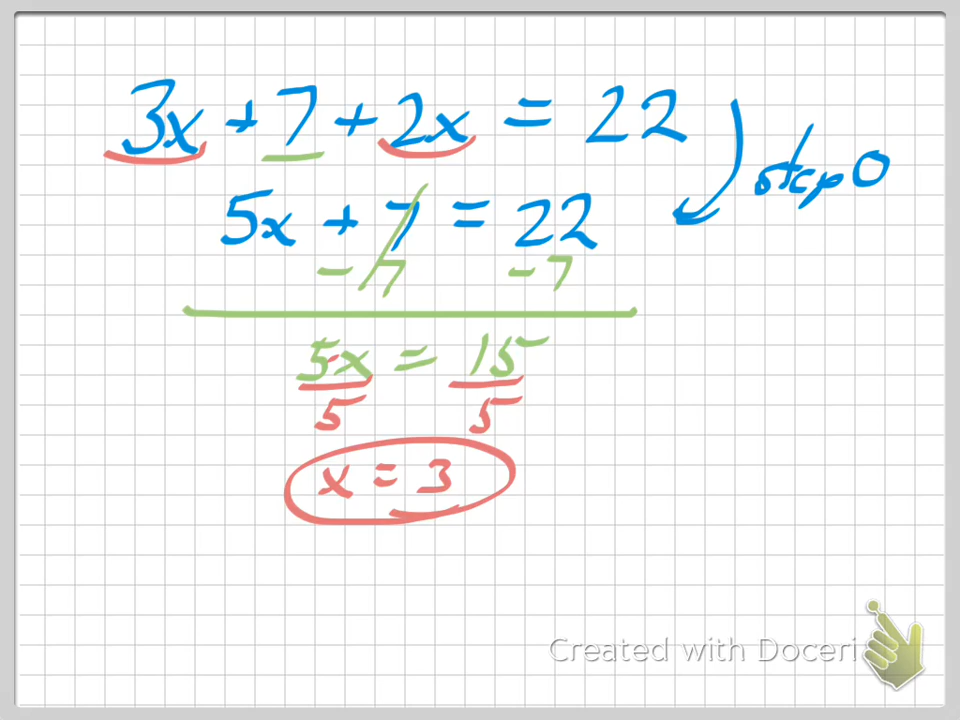 3x + 7 + 2x = 22
step 0
5x + 7 = 22
- 7 - 7
5x = 15
5 5
x = 3
Created with Doceri